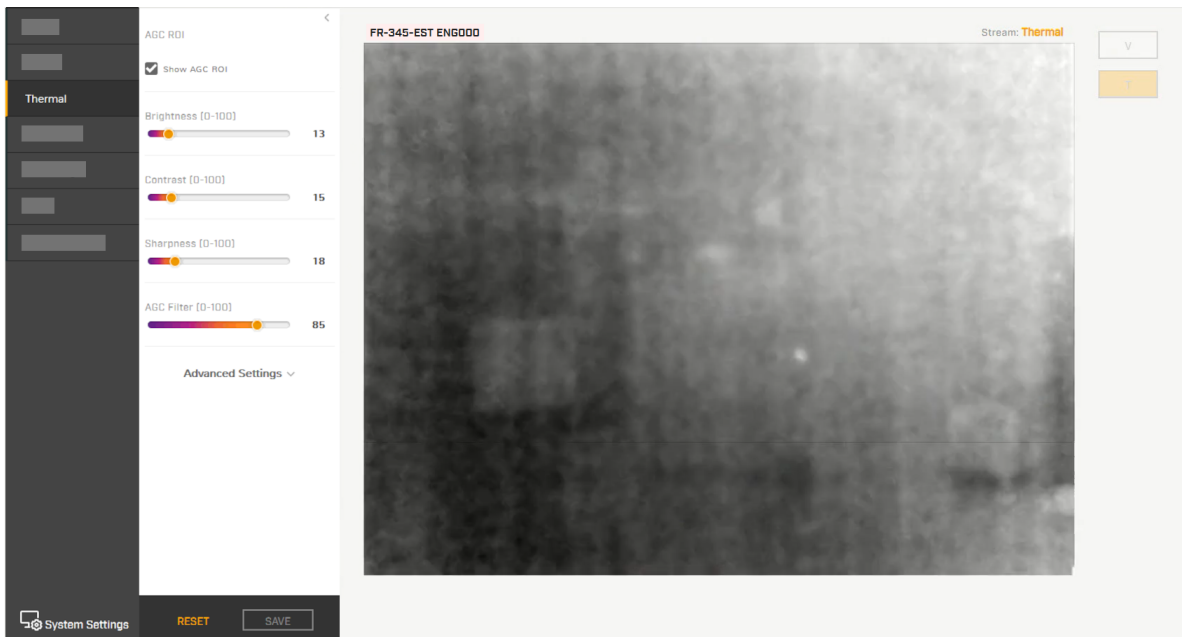 Thermal
System Settings
AGC ROI
Show AGC ROI
Brightness [0-100]
13
Contrast [0-100]
15
Sharpness [0-100]
18
AGC Filter [0-100]
85
Advanced Settings
RESET
SAVE
FR-345-EST ENG000
Stream: Thermal
V
T